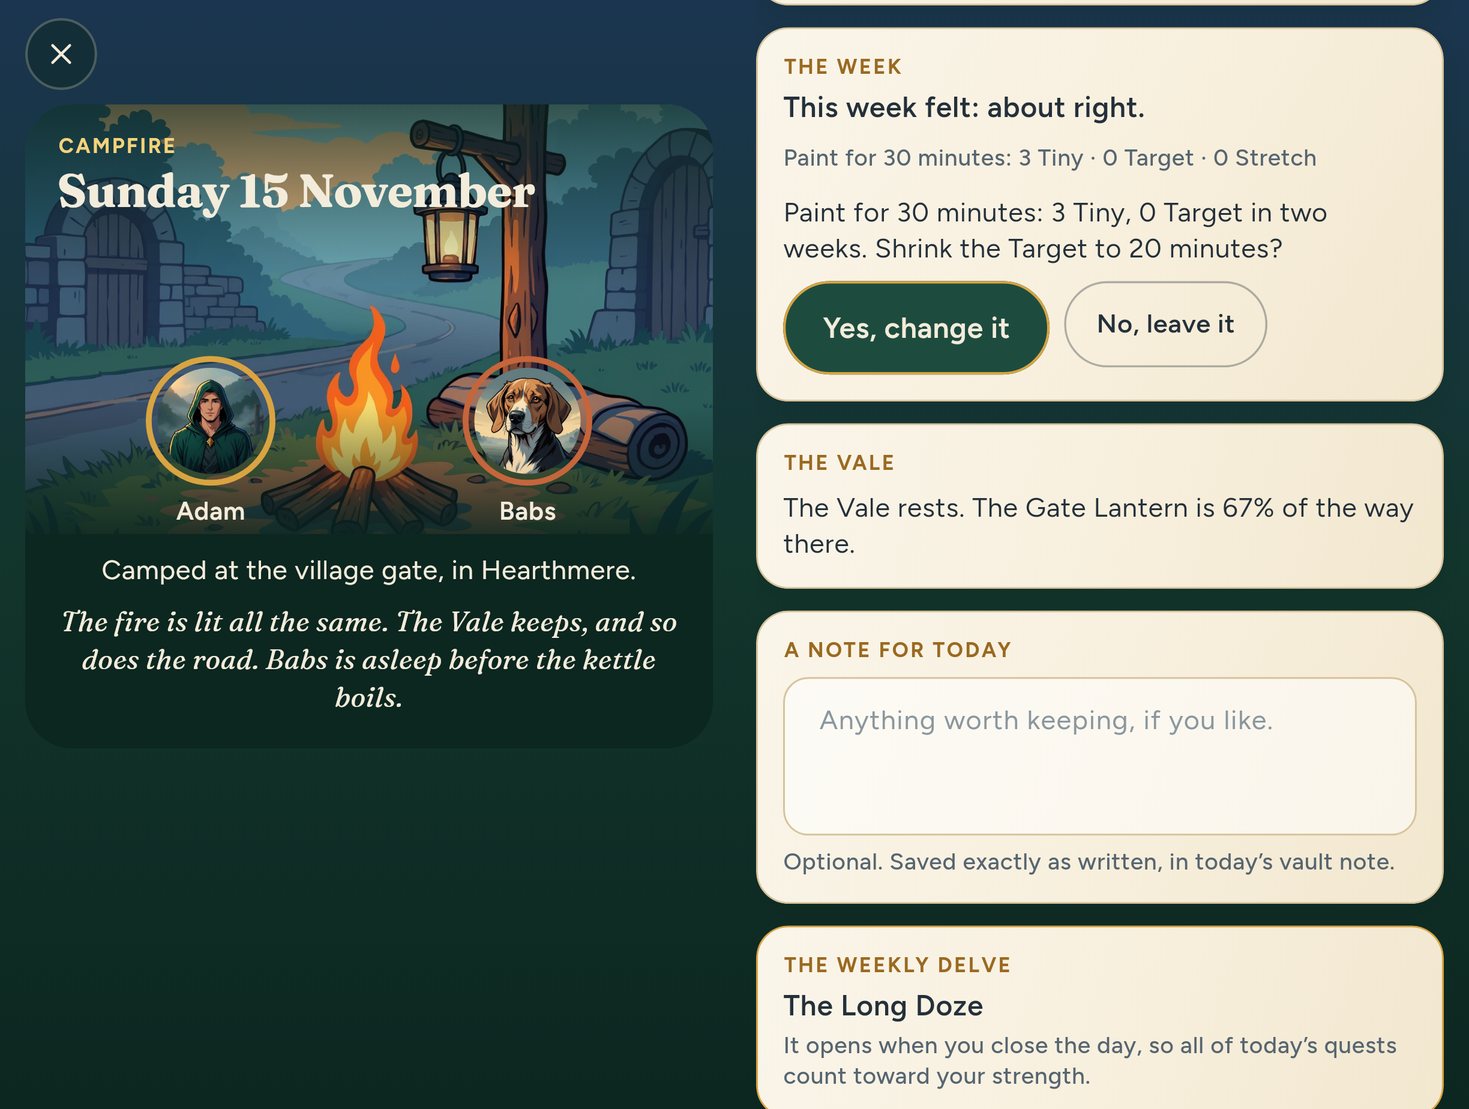 CAMPFIRE
Sunday 15 November
Adam
Babs
Camped at the village gate, in Hearthmere.
The fire is lit all the same. The Vale keeps, and so
does the road. Babs is asleep before the kettle
boils.
THE WEEK
This week felt: about right.
Paint for 30 minutes: 3 Tiny · 0 Target · 0 Stretch
Paint for 30 minutes: 3 Tiny, 0 Target in two
weeks. Shrink the Target to 20 minutes?
Yes, change it
No, leave it
THE VALE
The Vale rests. The Gate Lantern is 67% of the way
there.
A NOTE FOR TODAY
Anything worth keeping, if you like.
Optional. Saved exactly as written, in today’s vault note.
THE WEEKLY DELVE
The Long Doze
It opens when you close the day, so all of today’s quests
count toward your strength.